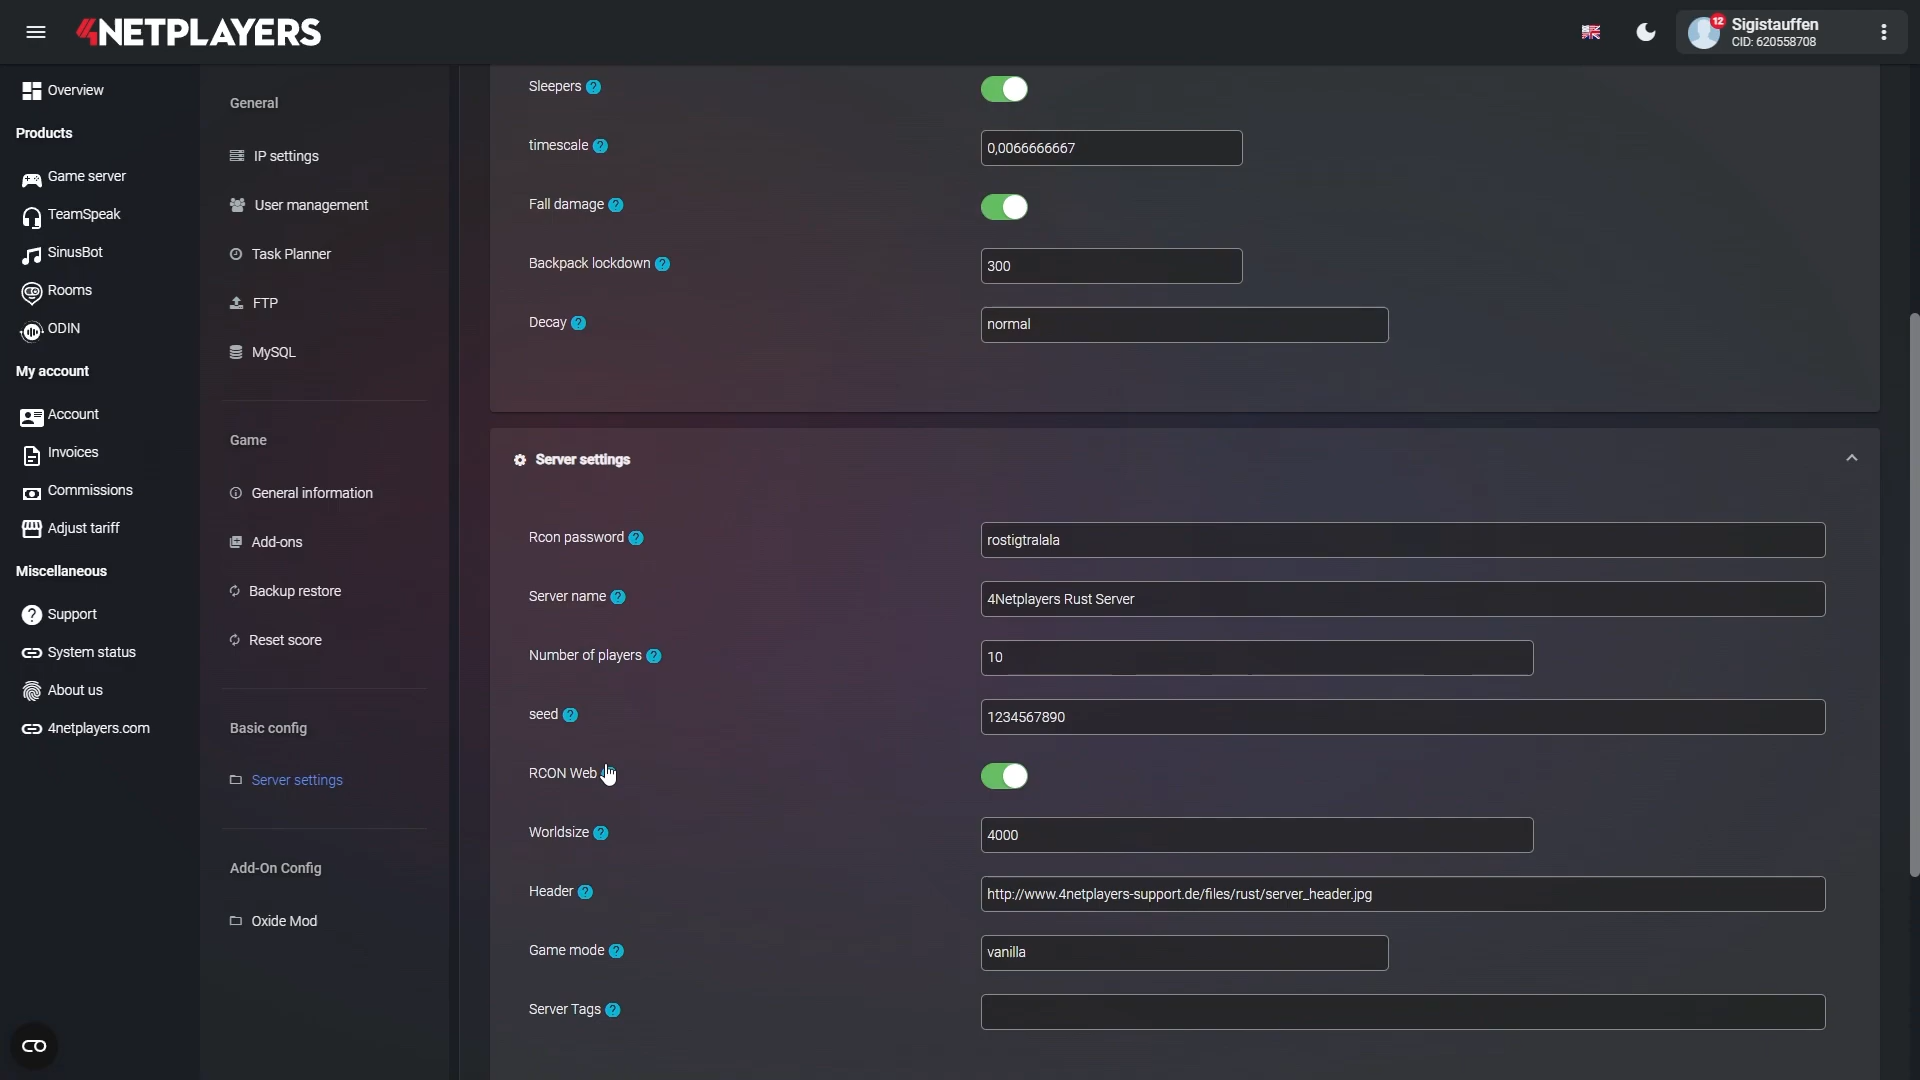 4NETPLAYERS
12
Sigistauffen
CID: 620558708
Overview
Products
Game server
TeamSpeak
SinusBot
Rooms
ODIN
My account
Account
Invoices
Commissions
Adjust tariff
Miscellaneous
Support
System status
About us
4netplayers.com
General
IP settings
User management
Task Planner
FTP
MySQL
Game
General information
Add-ons
Backup restore
Reset score
Basic config
Server settings
Add-On Config
Oxide Mod
Sleepers ?
timescale ? 0,0066666667
Fall damage ?
Backpack lockdown ? 300
Decay ? normal
Server settings
Rcon password ? rostigtralala
Server name ? 4Netplayers Rust Server
Number of players ? 10
seed ? 1234567890
RCON Web
Worldsize ? 4000
Header ? http://www.4netplayers-support.de/files/rust/server_header.jpg
Game mode ? vanilla
Server Tags ?